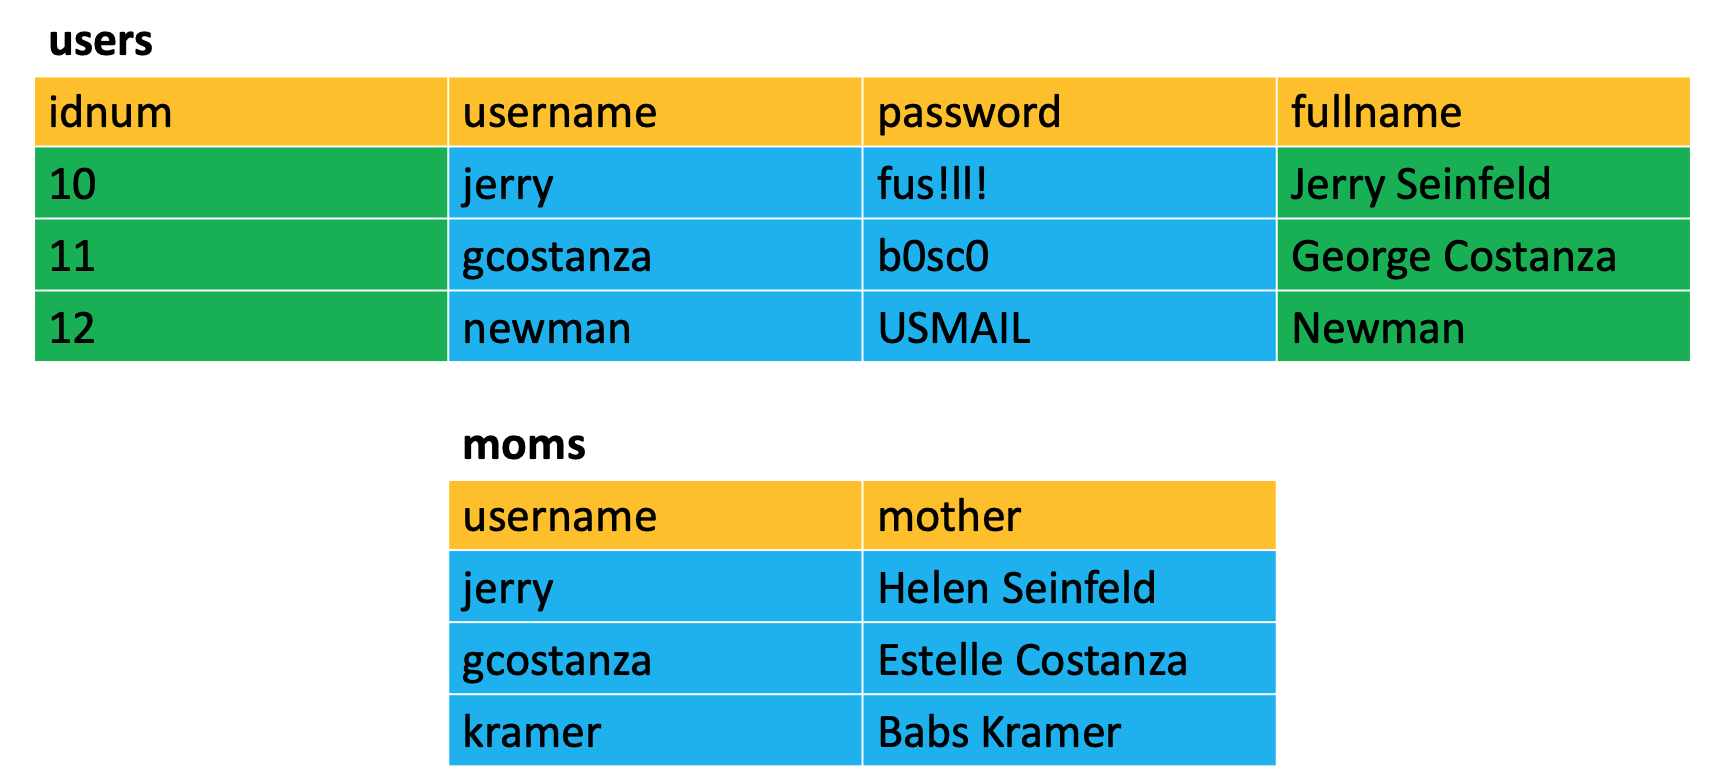 users
idnum username password fullname
10 jerry fus!ll! Jerry Seinfeld
11 gcostanza b0sc0 George Costanza
12 newman USMAIL Newman
moms
username mother
jerry Helen Seinfeld
gcostanza Estelle Costanza
kramer Babs Kramer